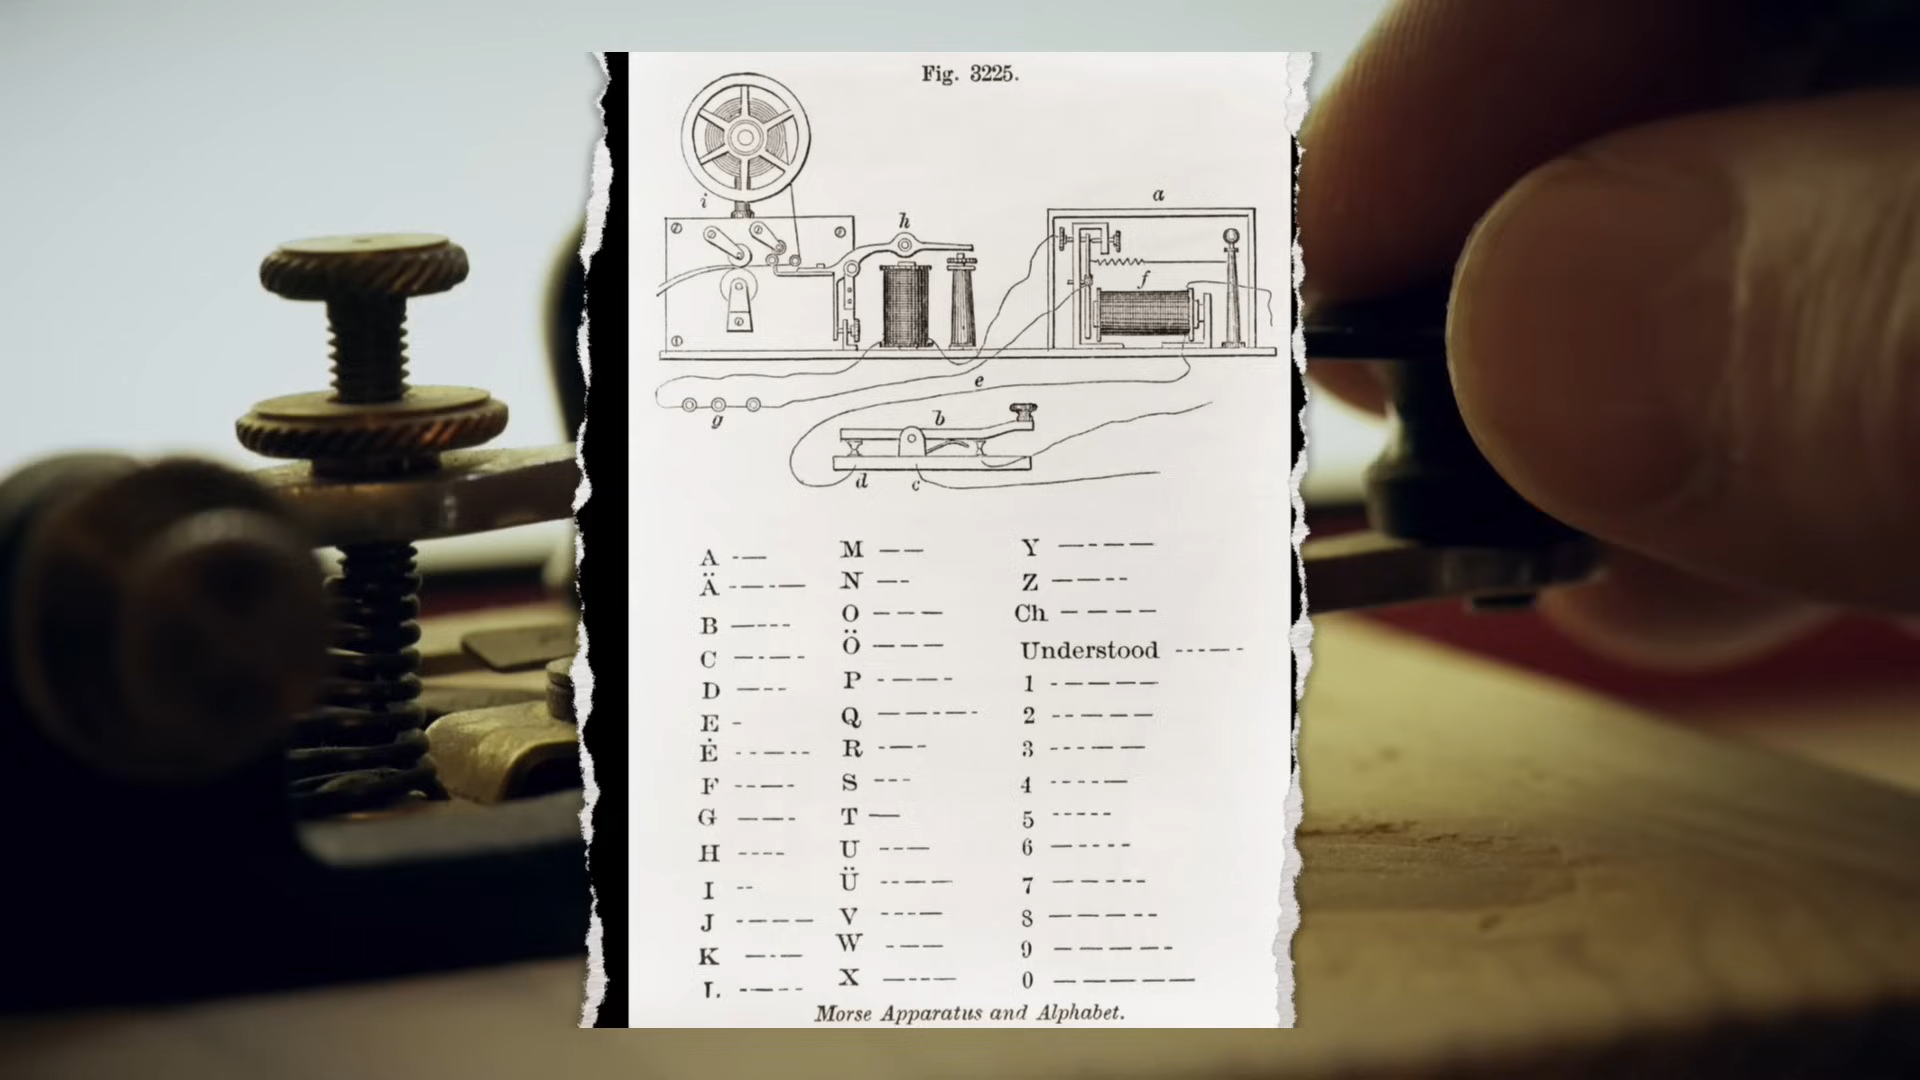 Fig. 3225.
i
h
a
f
e
g
b
d
c
A ·—
Ä ·—·—
B —···
C —·—·
D —··
E ·
Ė ··—··
F ··—·
G ——·
H ····
I ··
J ·———
K —·—
L ·—··
M ——
N —·
O ———
Ö ———·
P ·——·
Q ——·—
R ·—·
S ···
T —
U ··—
Ü ··——
V ···—
W ·——
X —··—
Y —·——
Z ——··
Ch ————
Understood ···—·
1 ·————
2 ··———
3 ···——
4 ····—
5 ·····
6 —····
7 ——···
8 ———··
9 ————·
0 —————
Morse Apparatus and Alphabet.